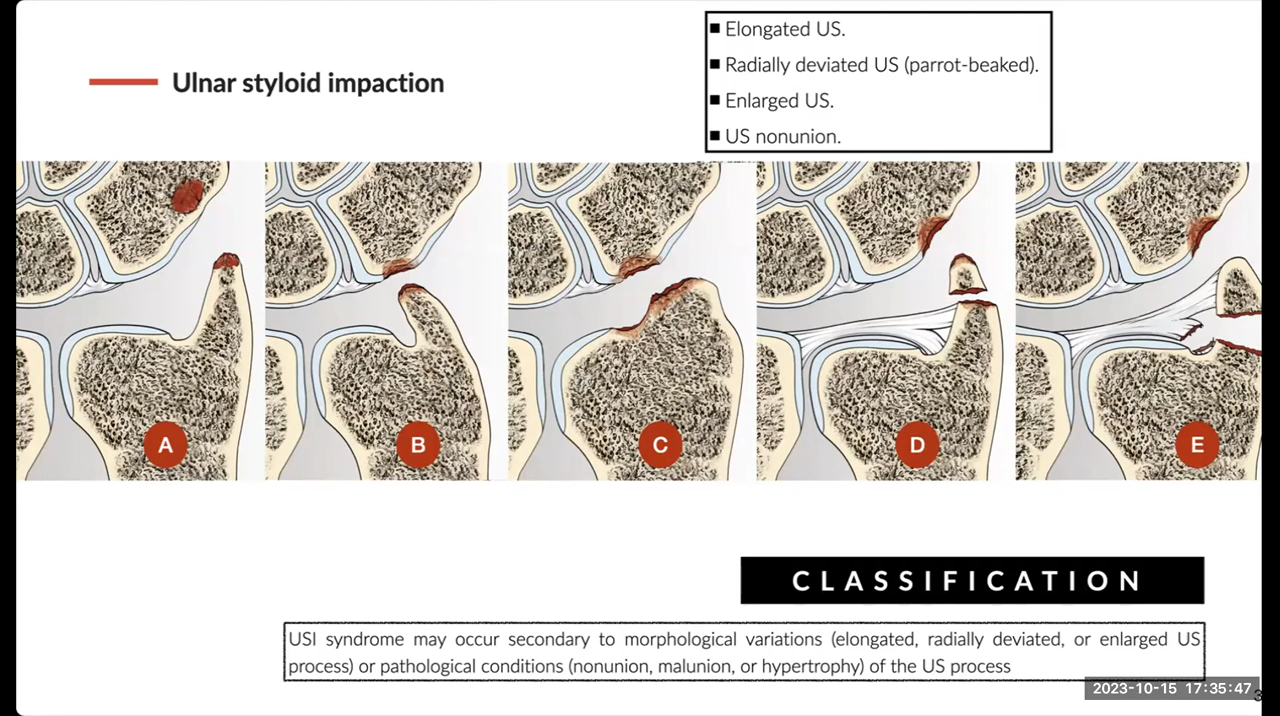 Elongated US.
Radially deviated US (parrot-beaked).
Enlarged US.
US nonunion.
Ulnar styloid impaction
A
B
C
D
E
CLASSIFICATION
USI syndrome may occur secondary to morphological variations (elongated, radially deviated, or enlarged US
process) or pathological conditions (nonunion, malunion, or hypertrophy) of the US process
2023-10-15 17:35:47